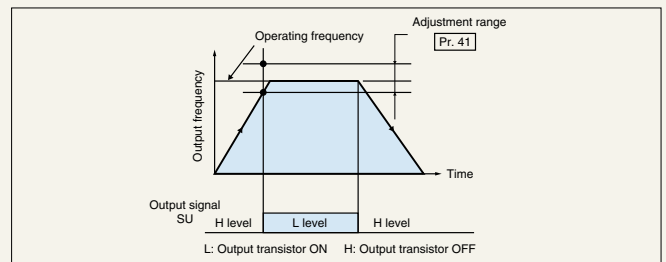 Adjustment range
Operating frequency
Pr. 41
Output frequency
Time
Output signal
SU
H level
L level
H level
L: Output transistor ON H: Output transistor OFF